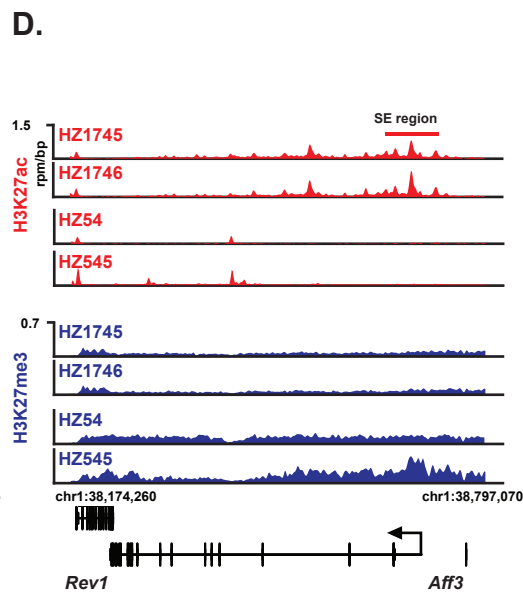 D.
SE region
1.5
HZ1745
HZ1746
HZ54
HZ545
H3K27ac
rpm/bp
0.7
HZ1745
HZ1746
HZ54
HZ545
H3K27me3
chr1:38,174,260 chr1:38,797,070
Rev1 Aff3